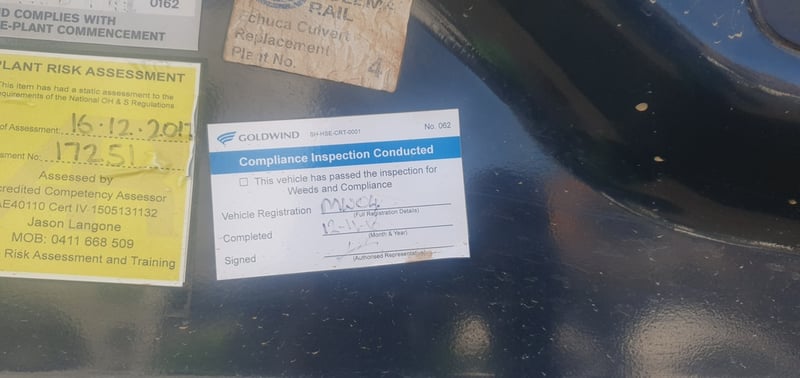 0162
D COMPLIES WITH
E-PLANT COMMENCEMENT
RAIL
Echuca Culvert
Replacement
Plant No. 4
PLANT RISK ASSESSMENT
This item has had a static assessment to the
equirements of the National OH & S Regulations
of Assessment: 16.12.2017
sment No: 17251
Assessed by
credited Competency Assessor
AE40110 Cert IV 1505131132
Jason Langone
MOB: 0411 668 509
Risk Assessment and Training
GOLDWIND SH-HSE-CRT-0001 No. 062
Compliance Inspection Conducted
☐ This vehicle has passed the inspection for
Weeds and Compliance
Vehicle Registration
(Full Registration Details)
Completed
(Month & Year)
Signed
(Authorised Representative)